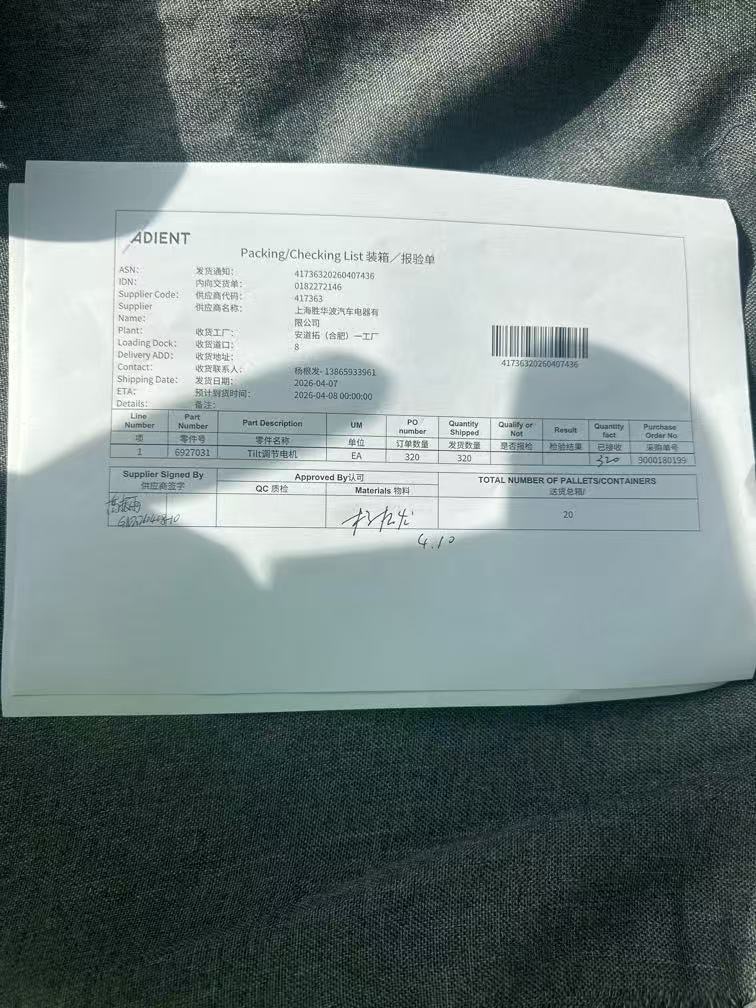 ADIENT
Packing/Checking List 装箱／报验单
ASN: 发货通知: 41736320260407436
IDN: 内向交货单: 0182272146
Supplier Code: 供应商代码: 417363
Supplier Name: 供应商名称: 上海胜华波汽车电器有限公司
Plant: 收货工厂: 安道拓（合肥）一工厂
Loading Dock: 收货道口: 8
Delivery ADD: 收货地址:
Contact: 收货联系人: 杨根发- 13865933961
Shipping Date: 发货日期: 2026-04-07
ETA: 预计到货时间: 2026-04-08 00:00:00
Details: 备注:
41736320260407436
Line Number Part Number Part Description UM PO number Quantity Shipped Qualify or Not Result Quantity fact Purchase Order No
项 零件号 零件名称 单位 订单数量 发货数量 是否报检 检验结果 已接收 采购单号
1 6927031 Tilt调节电机 EA 320 320 320 9000180199
Supplier Signed By 供应商签字 Approved By认可 TOTAL NUMBER OF PALLETS/CONTAINERS
QC 质检 Materials 物料 送货总箱/
20
4.10